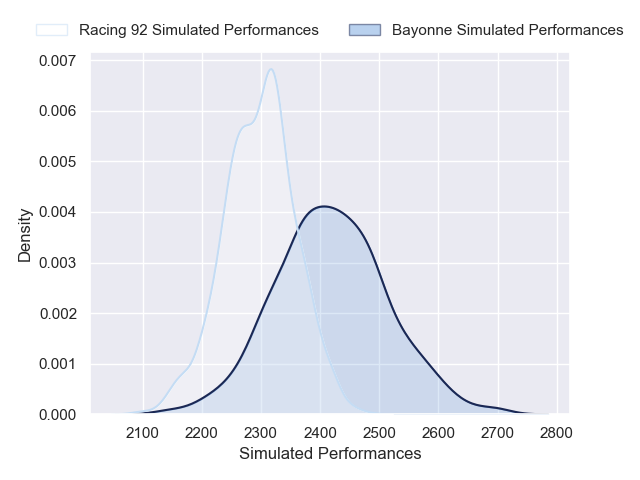 Racing 92 Simulated Performances Bayonne Simulated Performances
0.007
0.006
0.005
0.004
0.003
0.002
0.001
0.000
Density
2100 2200 2300 2400 2500 2600 2700 2800
Simulated Performances